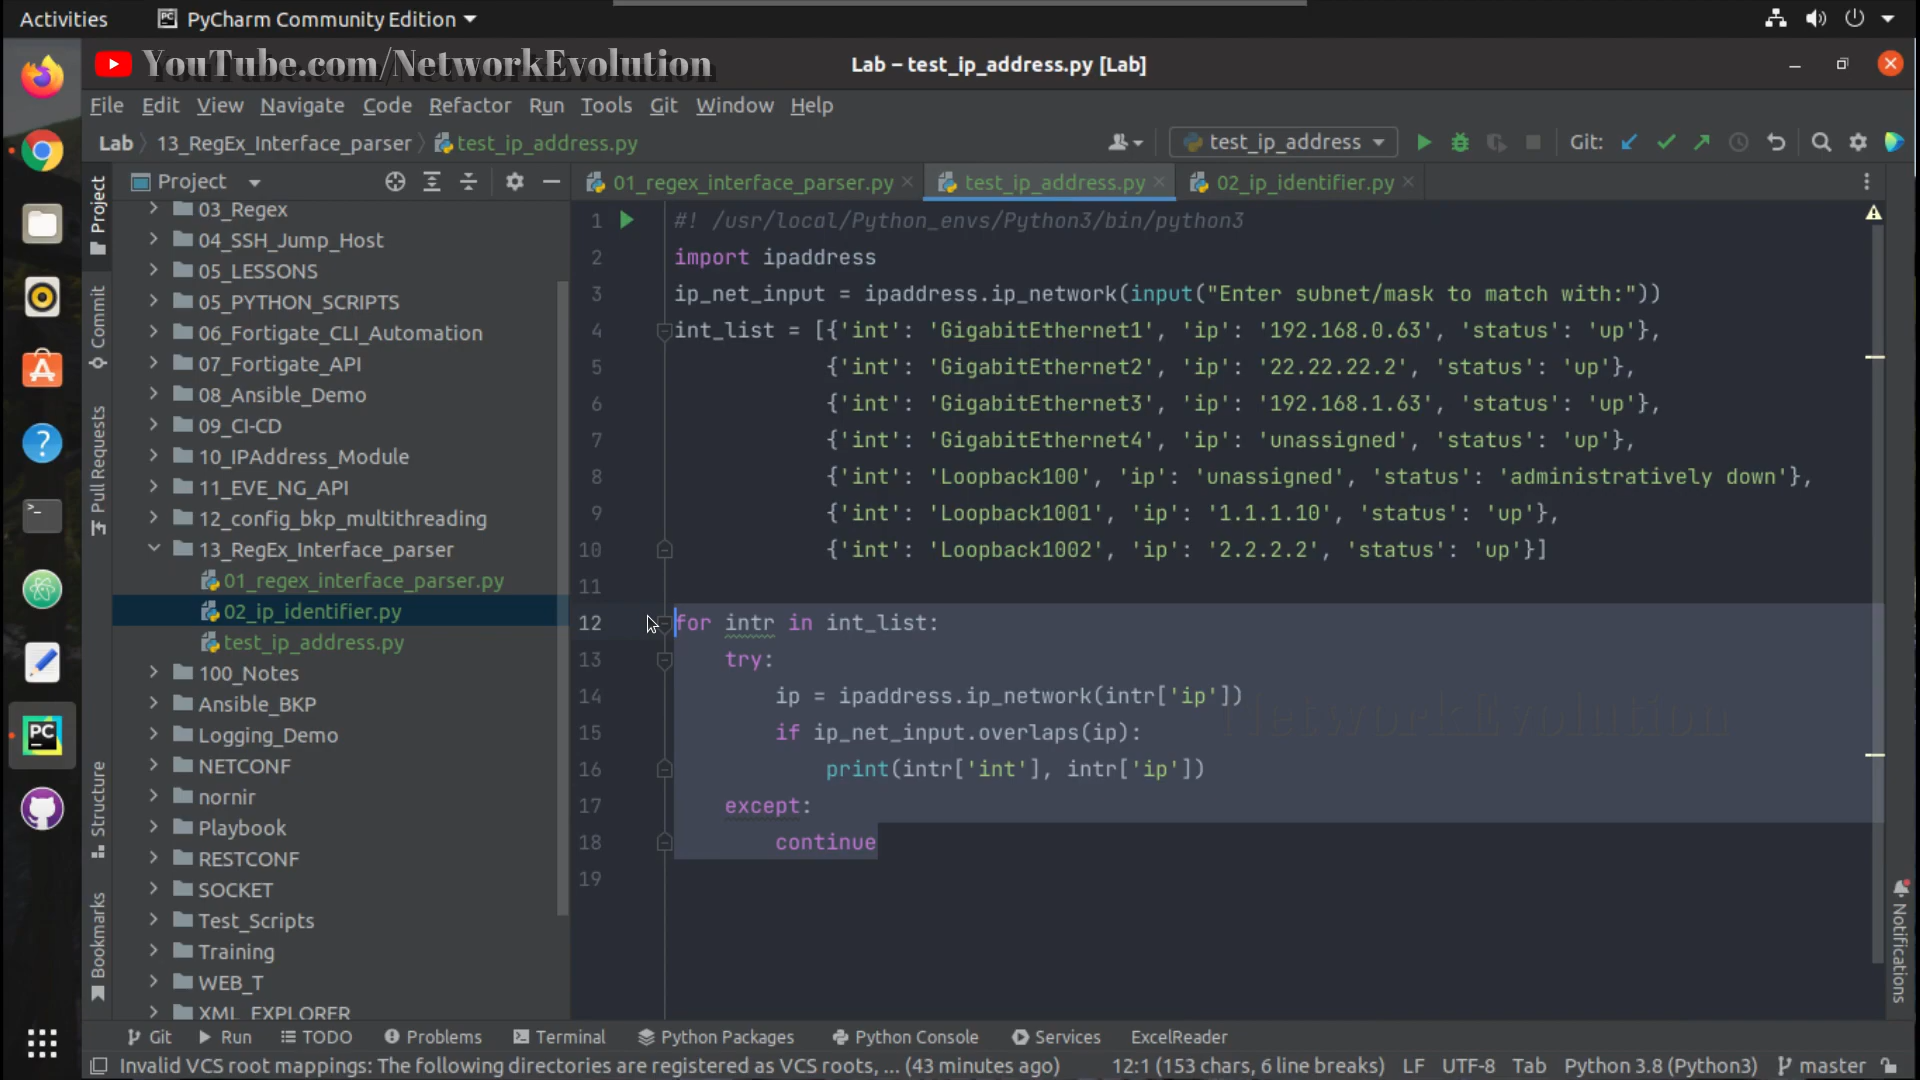 Activities
PyCharm Community Edition
YouTube.com/NetworkEvolution
Lab – test_ip_address.py [Lab]
File Edit View Navigate Code Refactor Run Tools Git Window Help
Lab 13_RegEx_Interface_parser test_ip_address.py
test_ip_address
Git:
Project
01_regex_interface_parser.py
test_ip_address.py
02_ip_identifier.py
Project
Commit
Pull Requests
Structure
Bookmarks
03_Regex
04_SSH_Jump_Host
05_LESSONS
05_PYTHON_SCRIPTS
06_Fortigate_CLI_Automation
07_Fortigate_API
08_Ansible_Demo
09_CI-CD
10_IPAddress_Module
11_EVE_NG_API
12_config_bkp_multithreading
13_RegEx_Interface_parser
01_regex_interface_parser.py
02_ip_identifier.py
test_ip_address.py
100_Notes
Ansible_BKP
Logging_Demo
NETCONF
nornir
Playbook
RESTCONF
SOCKET
Test_Scripts
Training
WEB_T
XML_EXPLORER
1 #! /usr/local/Python_envs/Python3/bin/python3
2 import ipaddress
3 ip_net_input = ipaddress.ip_network(input("Enter subnet/mask to match with:"))
4 int_list = [{'int': 'GigabitEthernet1', 'ip': '192.168.0.63', 'status': 'up'},
5 {'int': 'GigabitEthernet2', 'ip': '22.22.22.2', 'status': 'up'},
6 {'int': 'GigabitEthernet3', 'ip': '192.168.1.63', 'status': 'up'},
7 {'int': 'GigabitEthernet4', 'ip': 'unassigned', 'status': 'up'},
8 {'int': 'Loopback100', 'ip': 'unassigned', 'status': 'administratively down'},
9 {'int': 'Loopback1001', 'ip': '1.1.1.10', 'status': 'up'},
10 {'int': 'Loopback1002', 'ip': '2.2.2.2', 'status': 'up'}]
11
12 for intr in int_list:
13 try:
14 ip = ipaddress.ip_network(intr['ip'])
15 if ip_net_input.overlaps(ip):
16 print(intr['int'], intr['ip'])
17 except:
18 continue
19
NetworkEvolution
Notifications
Git Run TODO Problems Terminal Python Packages Python Console Services ExcelReader
Invalid VCS root mappings: The following directories are registered as VCS roots, ... (43 minutes ago) 12:1 (153 chars, 6 line breaks) LF UTF-8 Tab Python 3.8 (Python3) master